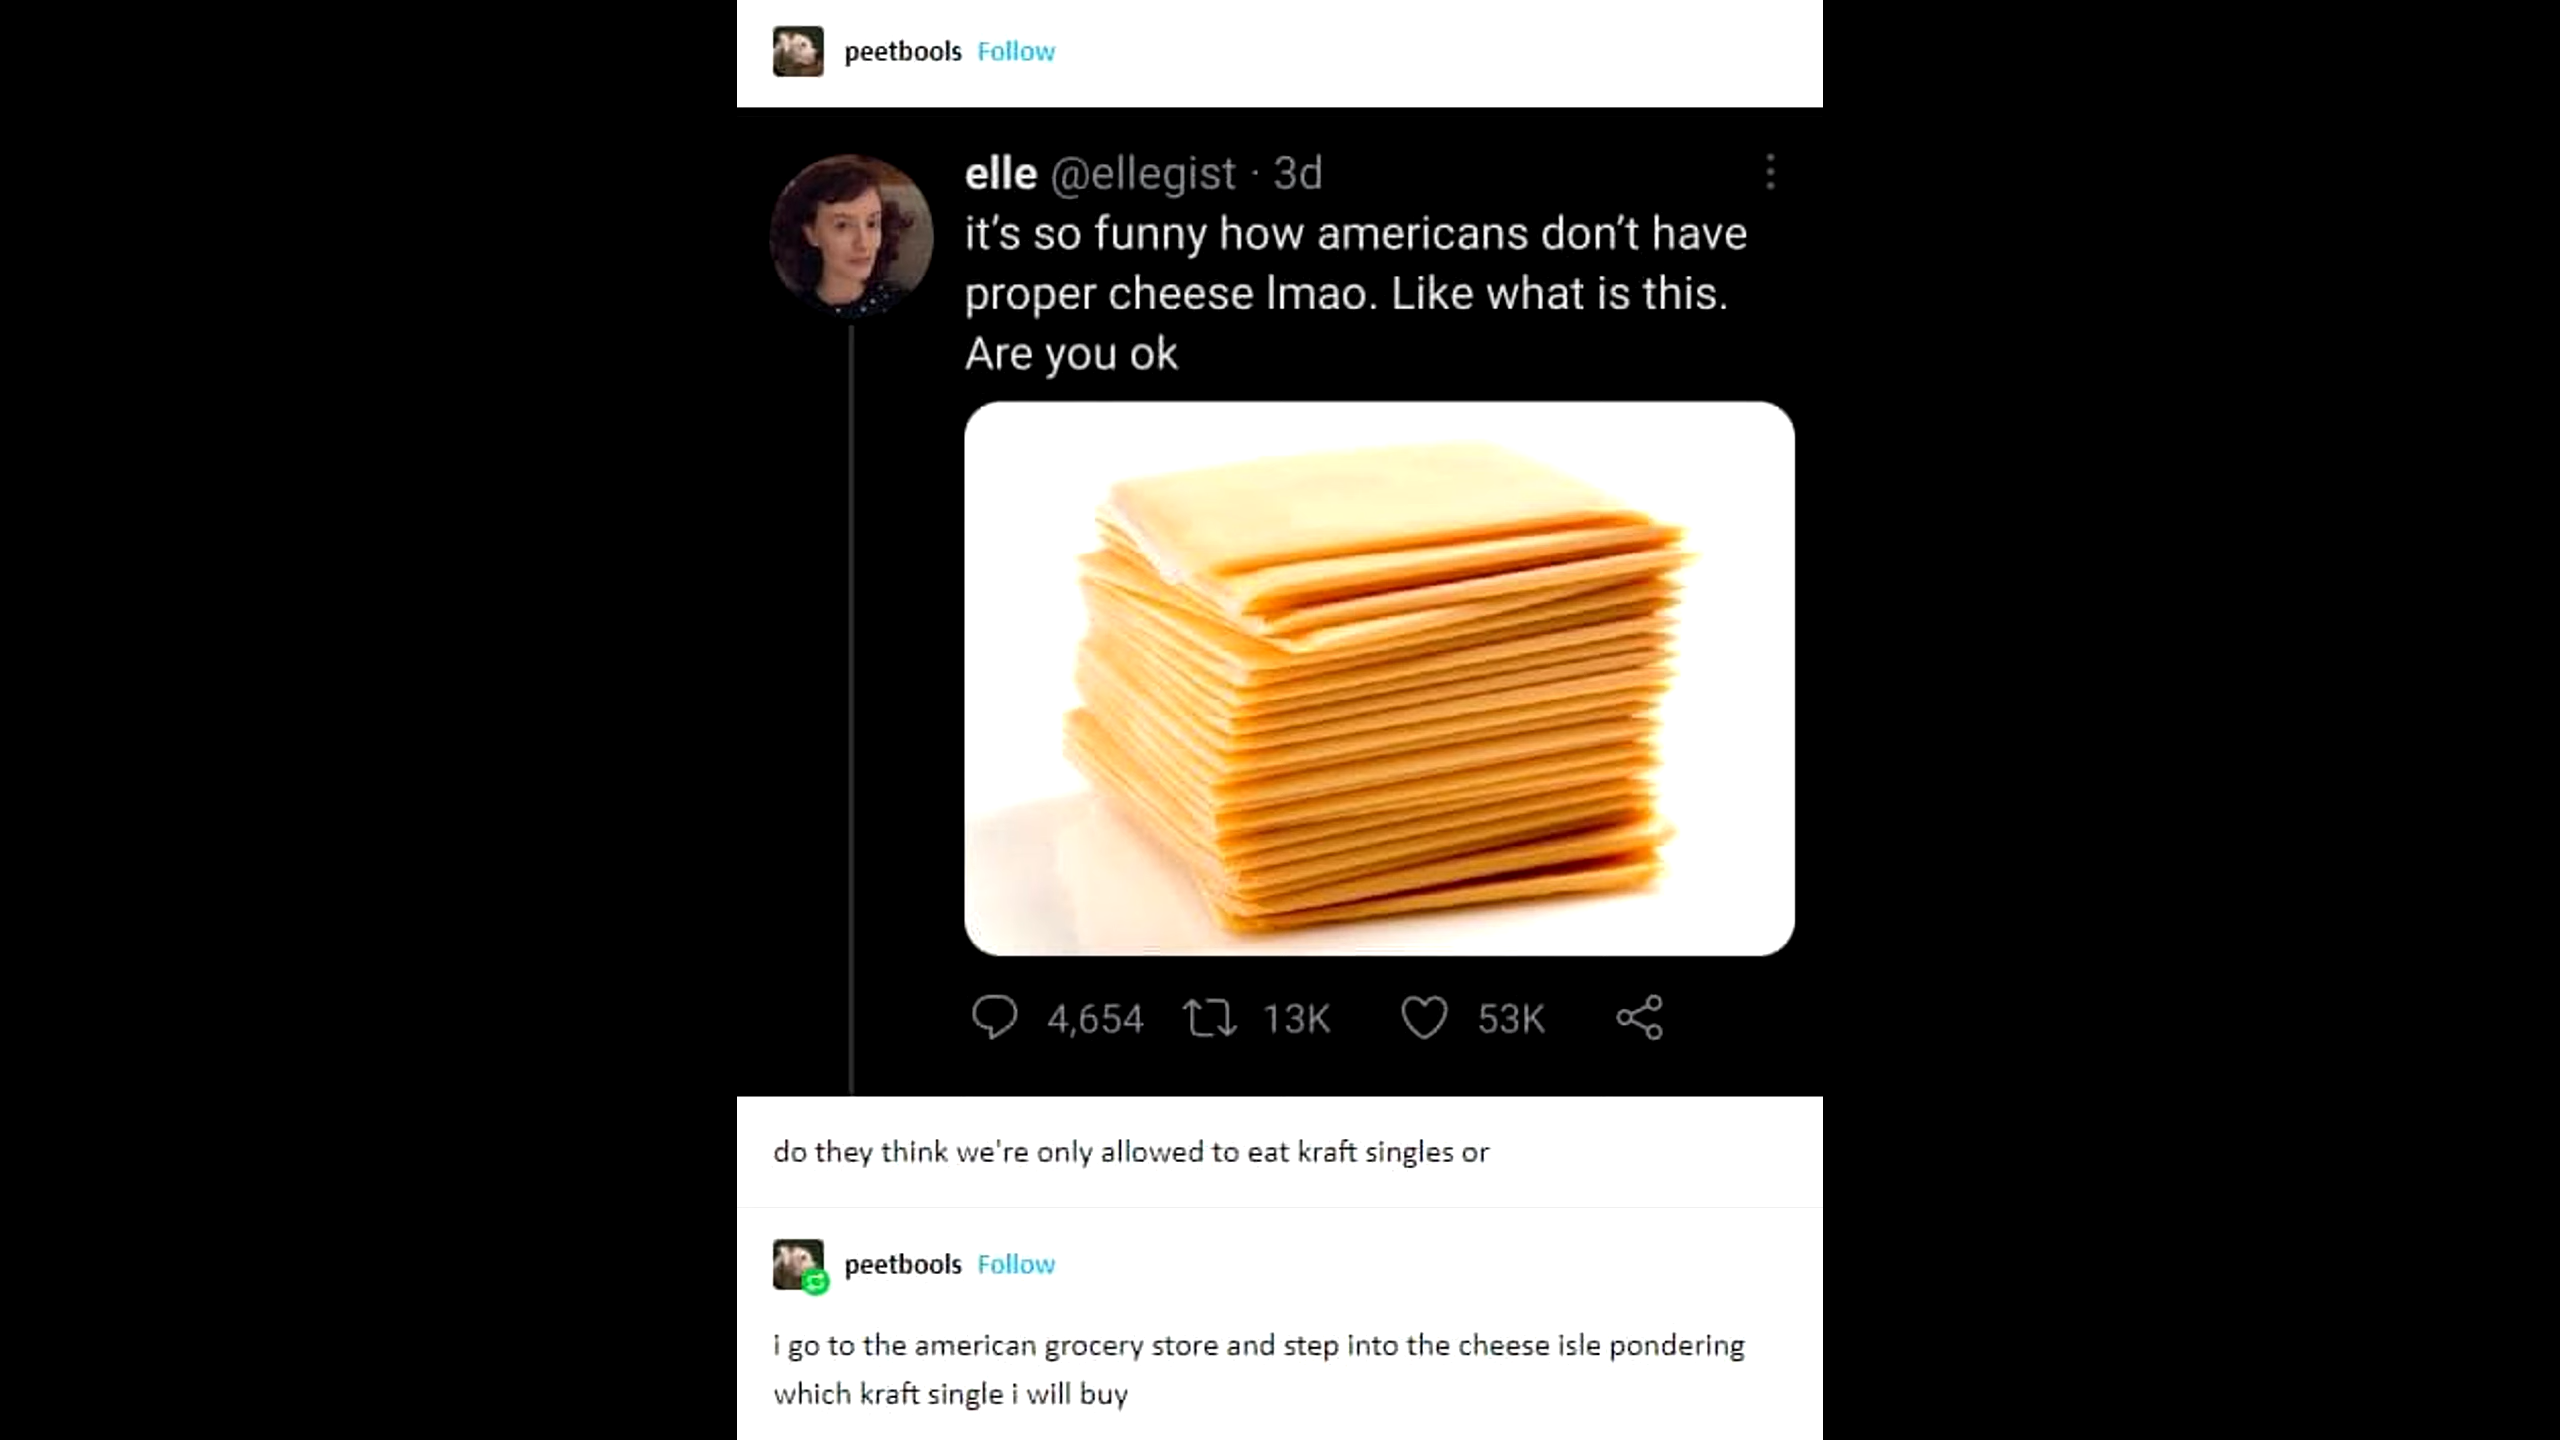 peetbools Follow
elle @ellegist · 3d
it’s so funny how americans don’t have
proper cheese lmao. Like what is this.
Are you ok
4,654 13K 53K
do they think we're only allowed to eat kraft singles or
peetbools Follow
i go to the american grocery store and step into the cheese isle pondering
which kraft single i will buy